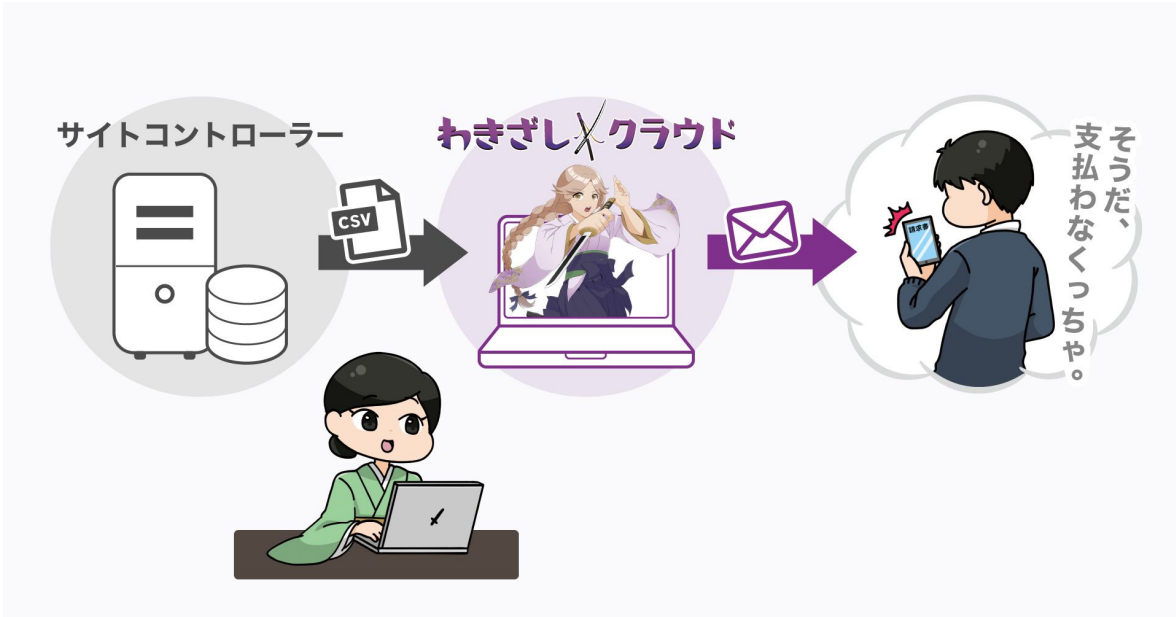 サイトコントローラー
CSV
わきざしクラウド
請求書
そうだ、
支払わなくっちゃ。